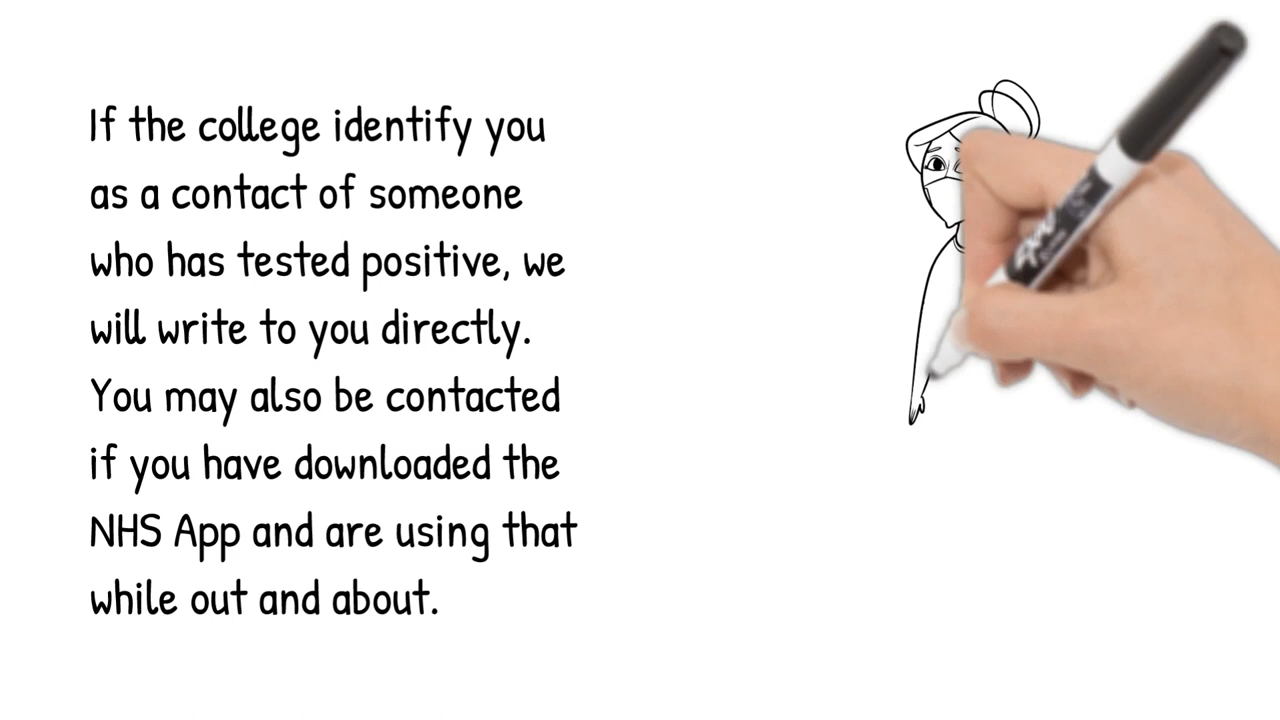 If the college identify you
as a contact of someone
who has tested positive, we
will write to you directly.
You may also be contacted
if you have downloaded the
NHS App and are using that
while out and about.